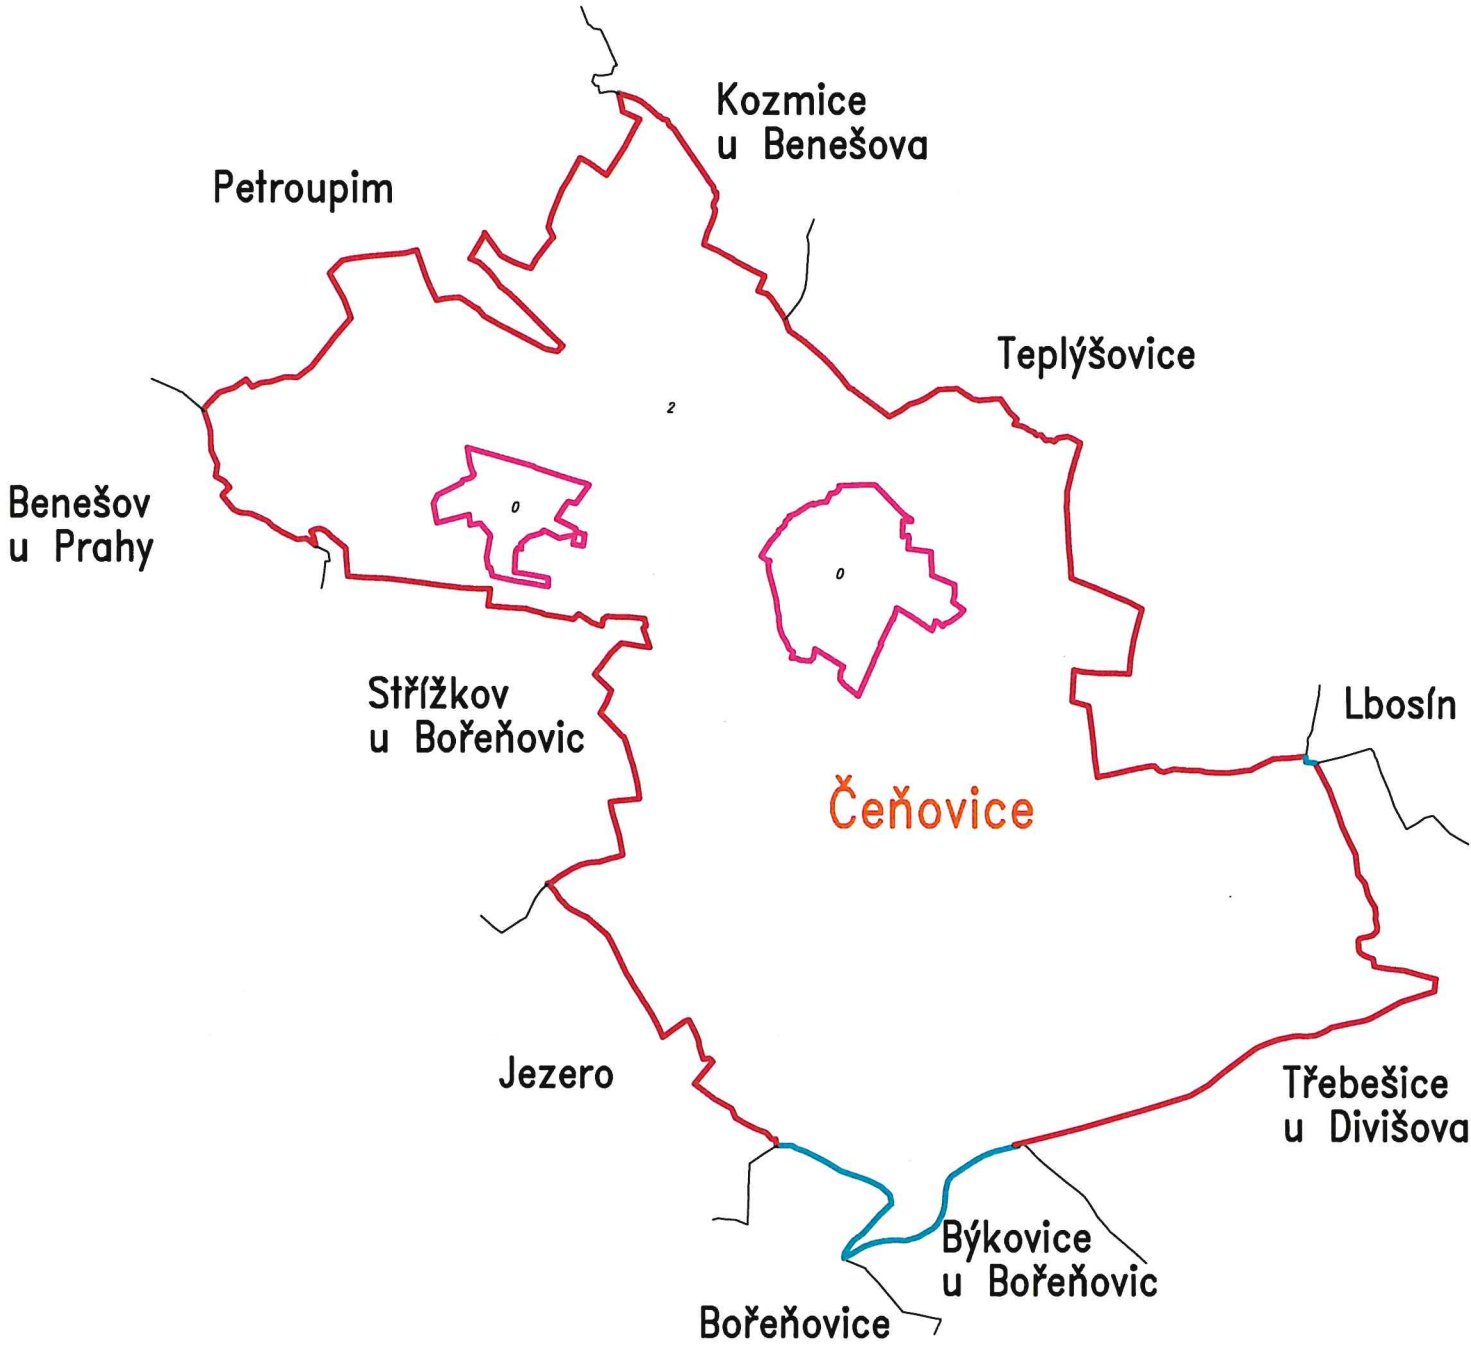 Kozmice
u Benešova
Petroupim
Teplýšovice
2
Benešov
u Prahy
0
0
Střížkov
u Bořeňovic
Lbosín
Čeňovice
Jezero
Třebešice
u Divišova
Býkovice
u Bořeňovic
Bořeňovice